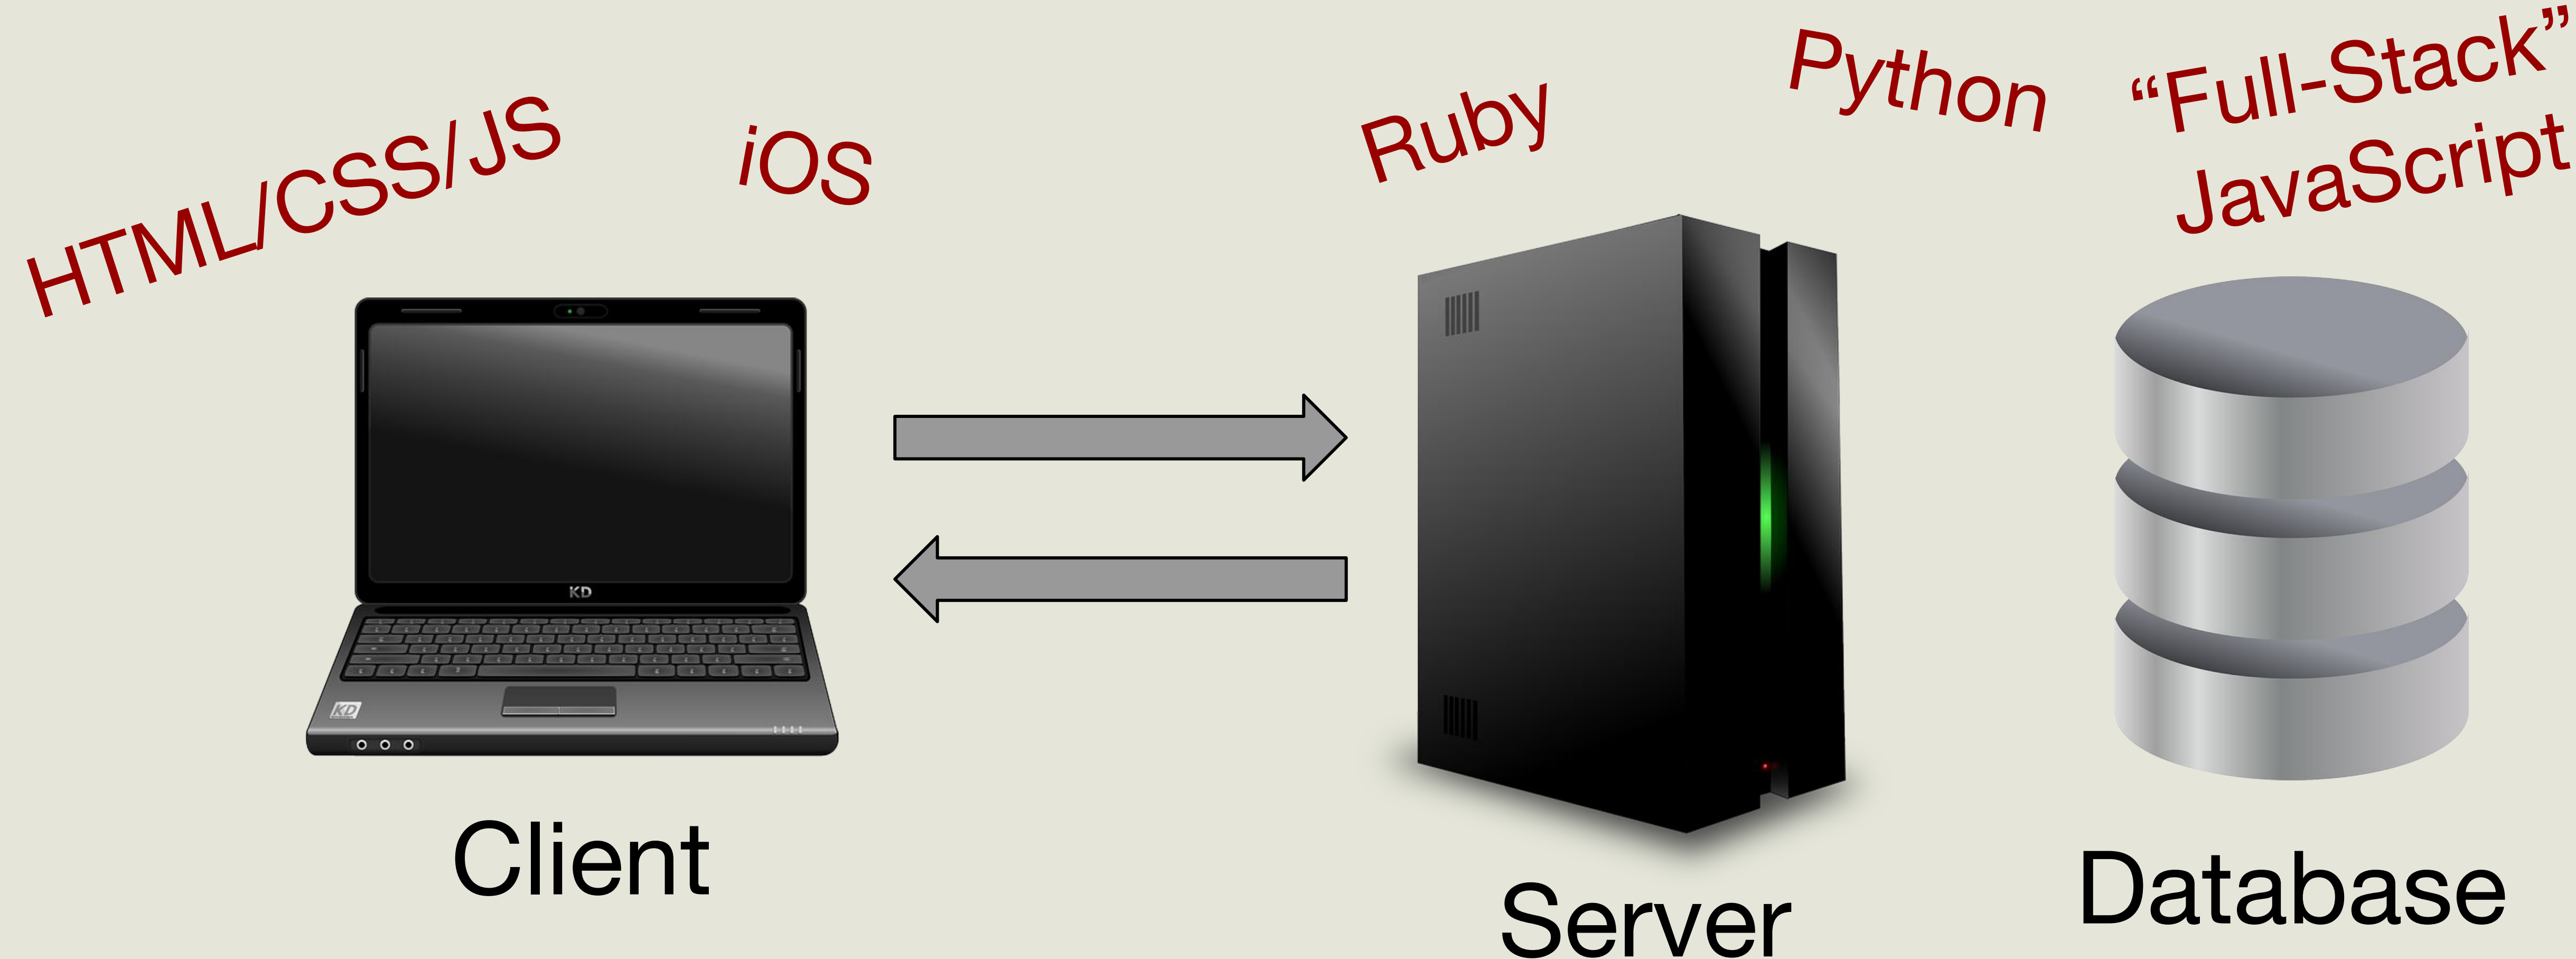 HTML/CSS/JS
iOS
Ruby
Python
“Full-Stack”
JavaScript
KD
KD
Client
Server
Database